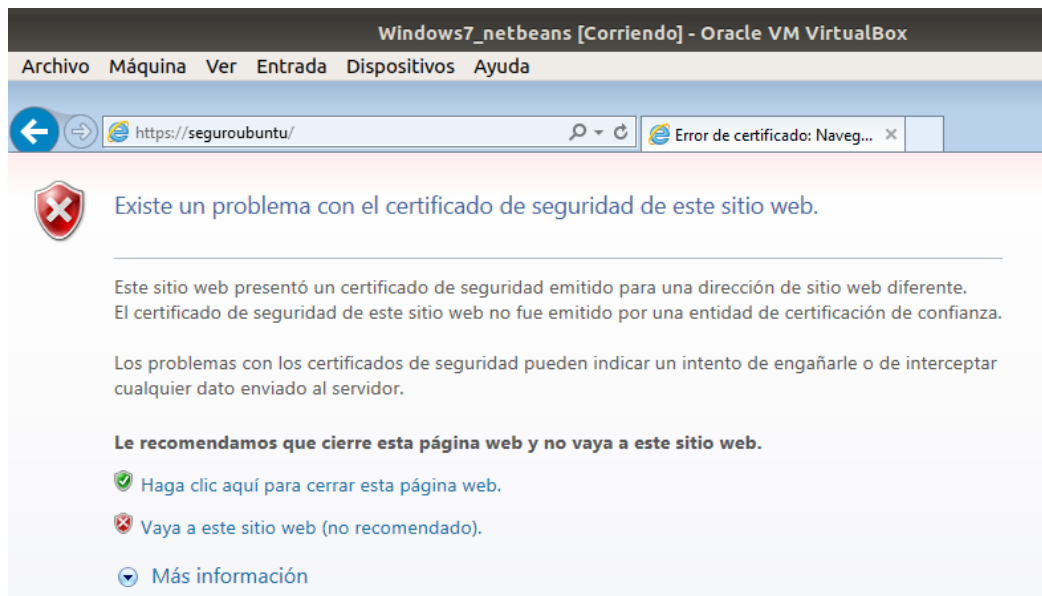 Windows7_netbeans [Corriendo] - Oracle VM VirtualBox
Archivo Máquina Ver Entrada Dispositivos Ayuda
https://seguroubuntu/ Error de certificado: Naveg...
Existe un problema con el certificado de seguridad de este sitio web.
Este sitio web presentó un certificado de seguridad emitido para una dirección de sitio web diferente.
El certificado de seguridad de este sitio web no fue emitido por una entidad de certificación de confianza.
Los problemas con los certificados de seguridad pueden indicar un intento de engañarle o de interceptar
cualquier dato enviado al servidor.
Le recomendamos que cierre esta página web y no vaya a este sitio web.
Haga clic aquí para cerrar esta página web.
Vaya a este sitio web (no recomendado).
Más información